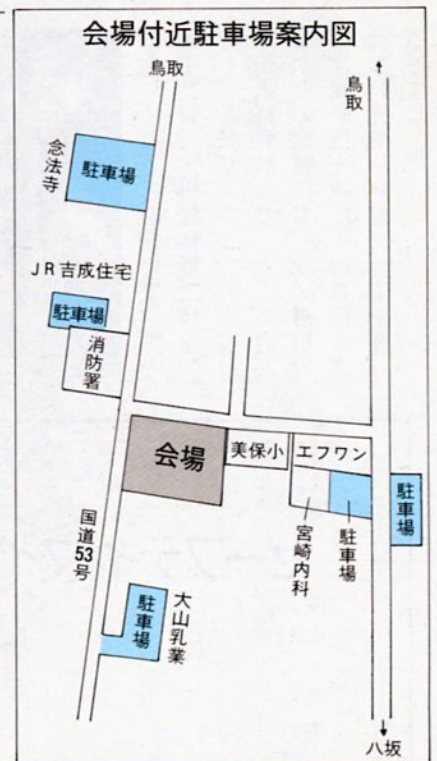 会場付近駐車場案内図
鳥取
↑
鳥取
念法寺
駐車場
JR吉成住宅
駐車場
消防署
会場
美保小
エフワン
駐車場
宮崎内科
駐車場
国道53号
駐車場
大山乳業
↓
八坂